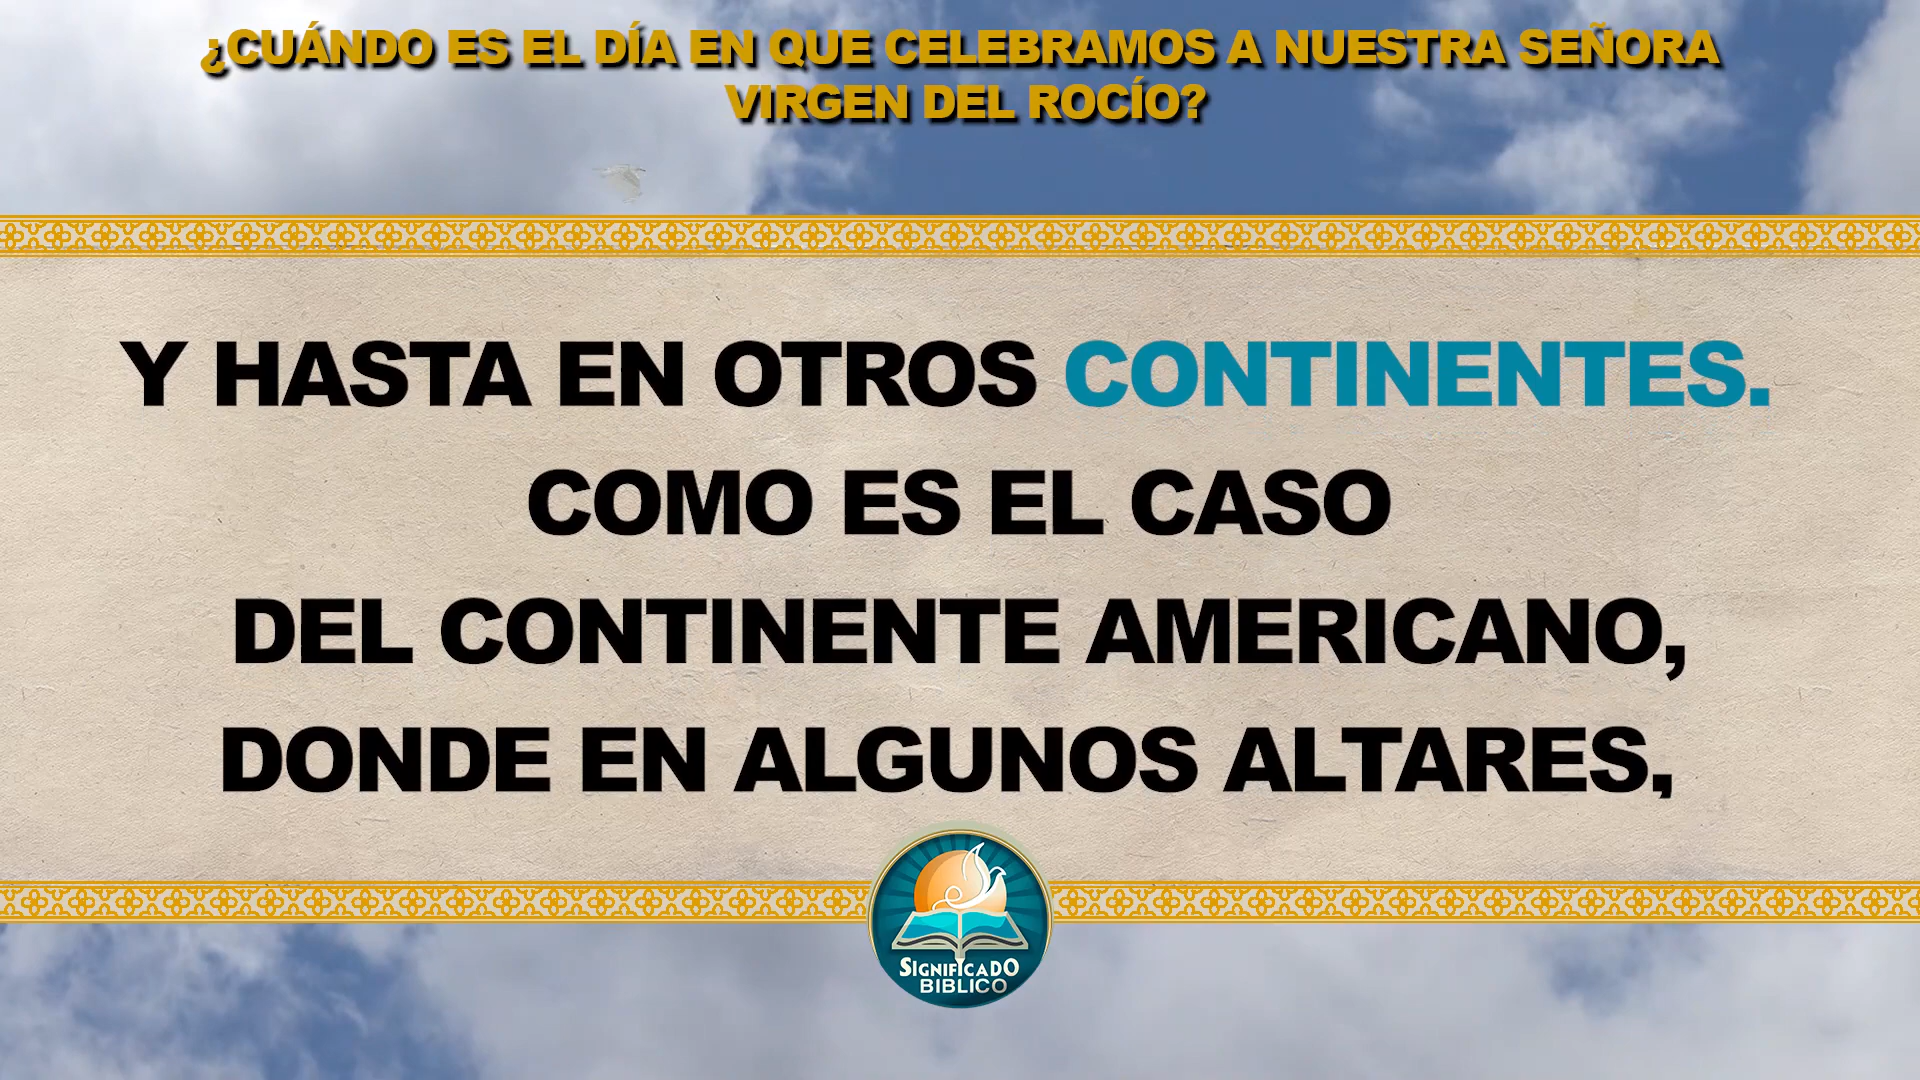 ¿CUÁNDO ES EL DÍA EN QUE CELEBRAMOS A NUESTRA SEÑORA
VIRGEN DEL ROCÍO?
Y HASTA EN OTROS CONTINENTES.
COMO ES EL CASO
DEL CONTINENTE AMERICANO,
DONDE EN ALGUNOS ALTARES,
SIGNIFICADO
BIBLICO